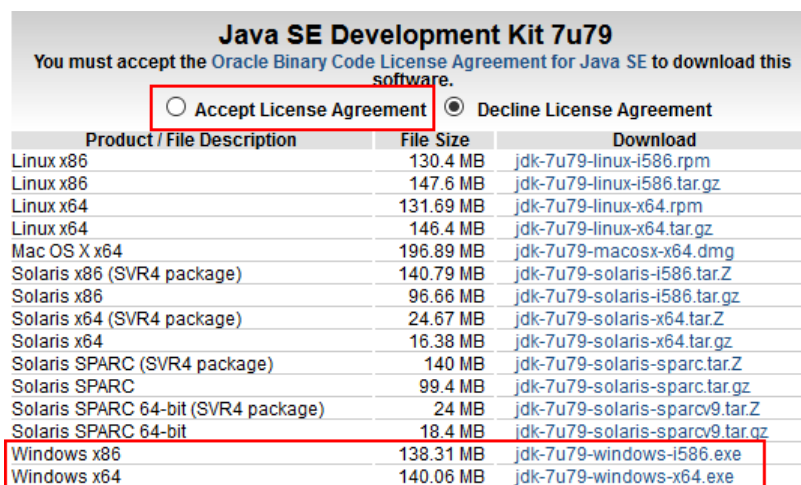 Java SE Development Kit 7u79
You must accept the Oracle Binary Code License Agreement for Java SE to download this
software.
Accept License Agreement Decline License Agreement
Product / File Description File Size Download
Linux x86 130.4 MB jdk-7u79-linux-i586.rpm
Linux x86 147.6 MB jdk-7u79-linux-i586.tar.gz
Linux x64 131.69 MB jdk-7u79-linux-x64.rpm
Linux x64 146.4 MB jdk-7u79-linux-x64.tar.gz
Mac OS X x64 196.89 MB jdk-7u79-macosx-x64.dmg
Solaris x86 (SVR4 package) 140.79 MB jdk-7u79-solaris-i586.tar.Z
Solaris x86 96.66 MB jdk-7u79-solaris-i586.tar.gz
Solaris x64 (SVR4 package) 24.67 MB jdk-7u79-solaris-x64.tar.Z
Solaris x64 16.38 MB jdk-7u79-solaris-x64.tar.gz
Solaris SPARC (SVR4 package) 140 MB jdk-7u79-solaris-sparc.tar.Z
Solaris SPARC 99.4 MB jdk-7u79-solaris-sparc.tar.gz
Solaris SPARC 64-bit (SVR4 package) 24 MB jdk-7u79-solaris-sparcv9.tar.Z
Solaris SPARC 64-bit 18.4 MB jdk-7u79-solaris-sparcv9.tar.gz
Windows x86 138.31 MB jdk-7u79-windows-i586.exe
Windows x64 140.06 MB jdk-7u79-windows-x64.exe